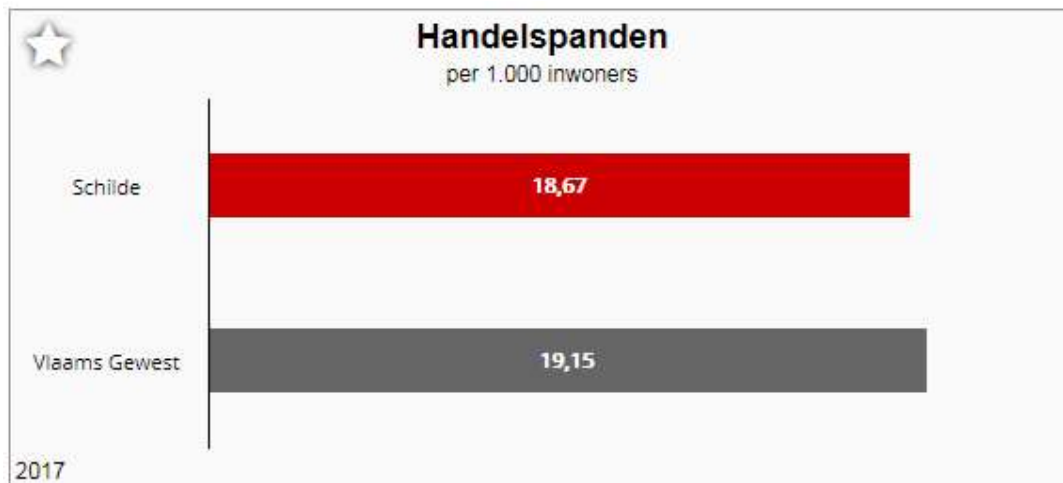 Handelspanden
per 1.000 inwoners
Schilde
18,67
Vlaams Gewest
19,15
2017